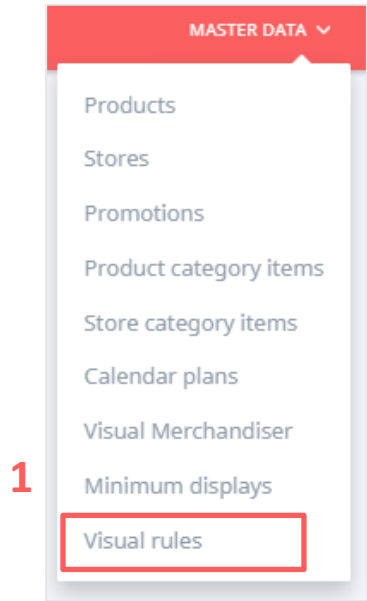 MASTER DATA
Products
Stores
Promotions
Product category items
Store category items
Calendar plans
Visual Merchandiser
1
Minimum displays
Visual rules